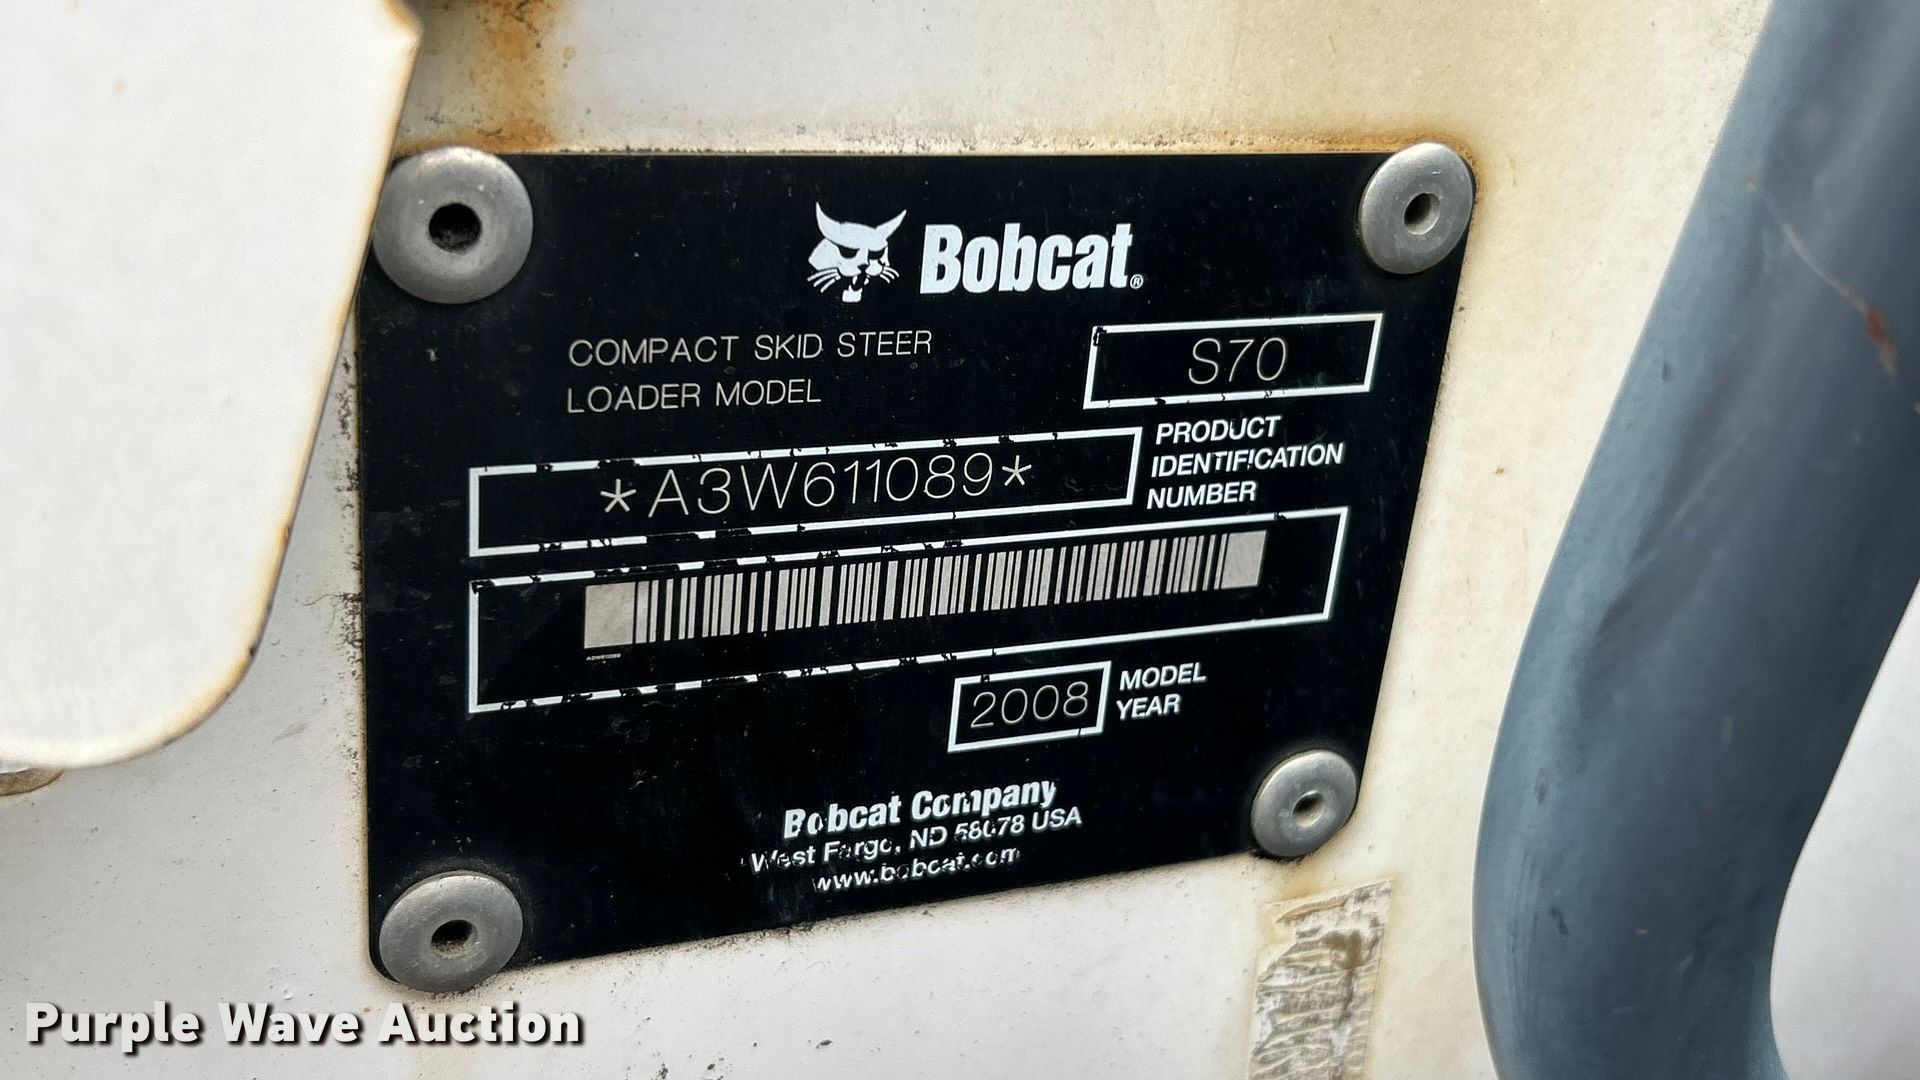 Bobcat®
COMPACT SKID STEER
LOADER MODEL
S70
*A3W611089*
PRODUCT
IDENTIFICATION
NUMBER
2008
MODEL
YEAR
Bobcat Company
West Fargo, ND 58078 USA
www.bobcat.com
Purple Wave Auction